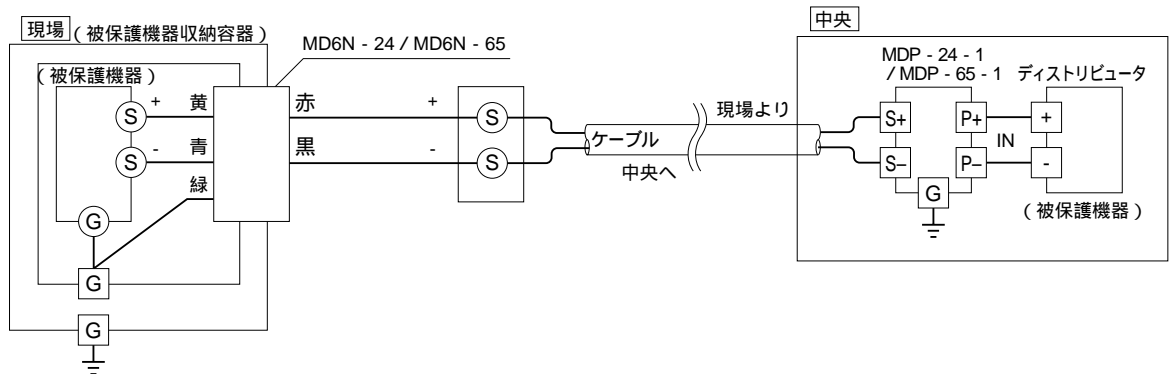 現場 (被保護機器収納容器)
(被保護機器)
MD6N - 24 / MD6N - 65
S + 黄
S - 青
緑
G
G
G
赤 + S
黒 - S
ケーブル
現場より
中央へ
中央
MDP - 24 - 1
/ MDP - 65 - 1 ディストリビュータ
S+ P+ +
IN
S− P− -
G
(被保護機器)